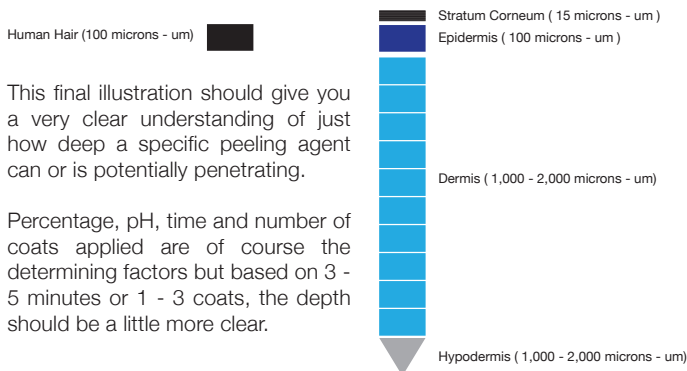 Human Hair (100 microns - um)
This final illustration should give you
a very clear understanding of just
how deep a specific peeling agent
can or is potentially penetrating.
Percentage, pH, time and number of
coats applied are of course the
determining factors but based on 3 -
5 minutes or 1 - 3 coats, the depth
should be a little more clear.
Stratum Corneum ( 15 microns - um )
Epidermis ( 100 microns - um )
Dermis ( 1,000 - 2,000 microns - um)
Hypodermis ( 1,000 - 2,000 microns - um)